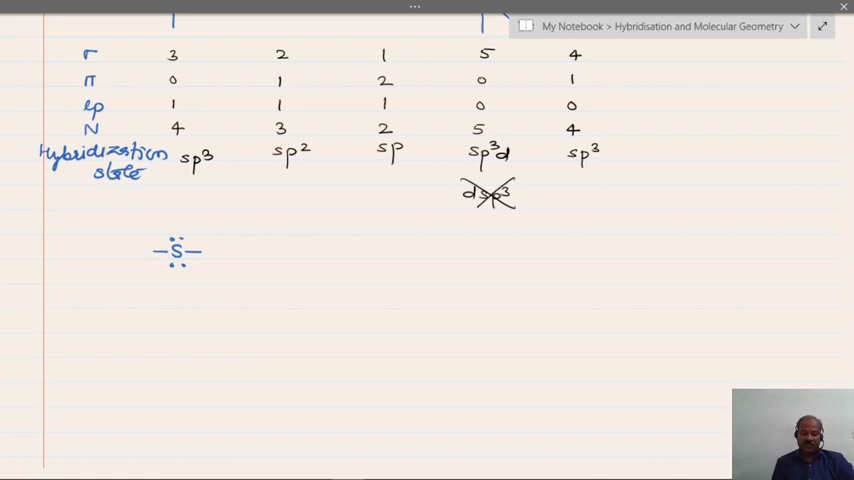 My Notebook > Hybridisation and Molecular Geometry
σ 3 2 1 5 4
π 0 1 2 0 1
lp 1 1 1 0 0
N 4 3 2 5 4
Hybridization state sp³ sp² sp sp³d sp³
dsp³
–S–